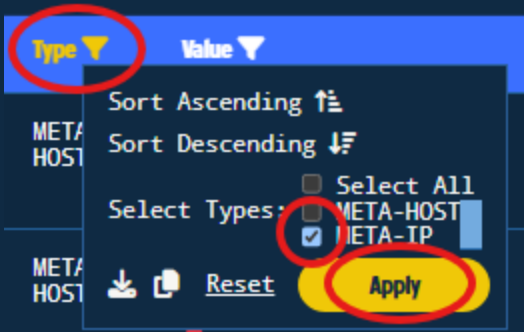 Type Value
Sort Ascending
META
HOST
Sort Descending
Select All
Select Types: META-HOST
META-IP
META
HOST
Reset Apply